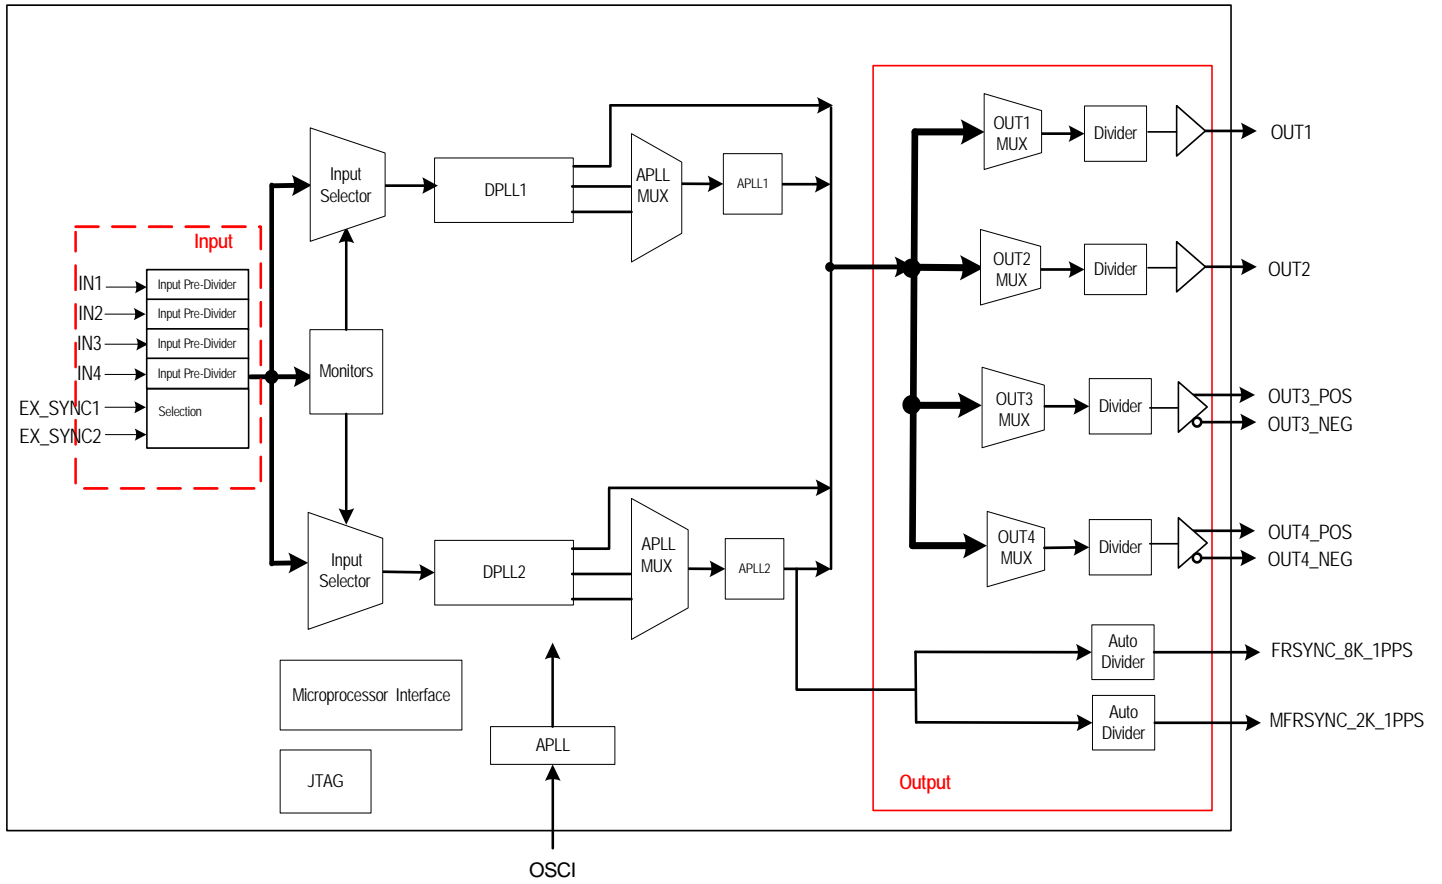 Input
IN1
Input Pre-Divider
IN2
Input Pre-Divider
IN3
Input Pre-Divider
IN4
Input Pre-Divider
EX_SYNC1
Selection
EX_SYNC2
Input
Selector
Monitors
Input
Selector
DPLL1
APLL
MUX
APLL1
DPLL2
APLL
MUX
APLL2
Microprocessor Interface
JTAG
APLL
OSCI
OUT1
MUX
Divider
OUT1
OUT2
MUX
Divider
OUT2
OUT3
MUX
Divider
OUT3_POS
OUT3_NEG
OUT4
MUX
Divider
OUT4_POS
OUT4_NEG
Auto
Divider
FRSYNC_8K_1PPS
Auto
Divider
MFRSYNC_2K_1PPS
Output